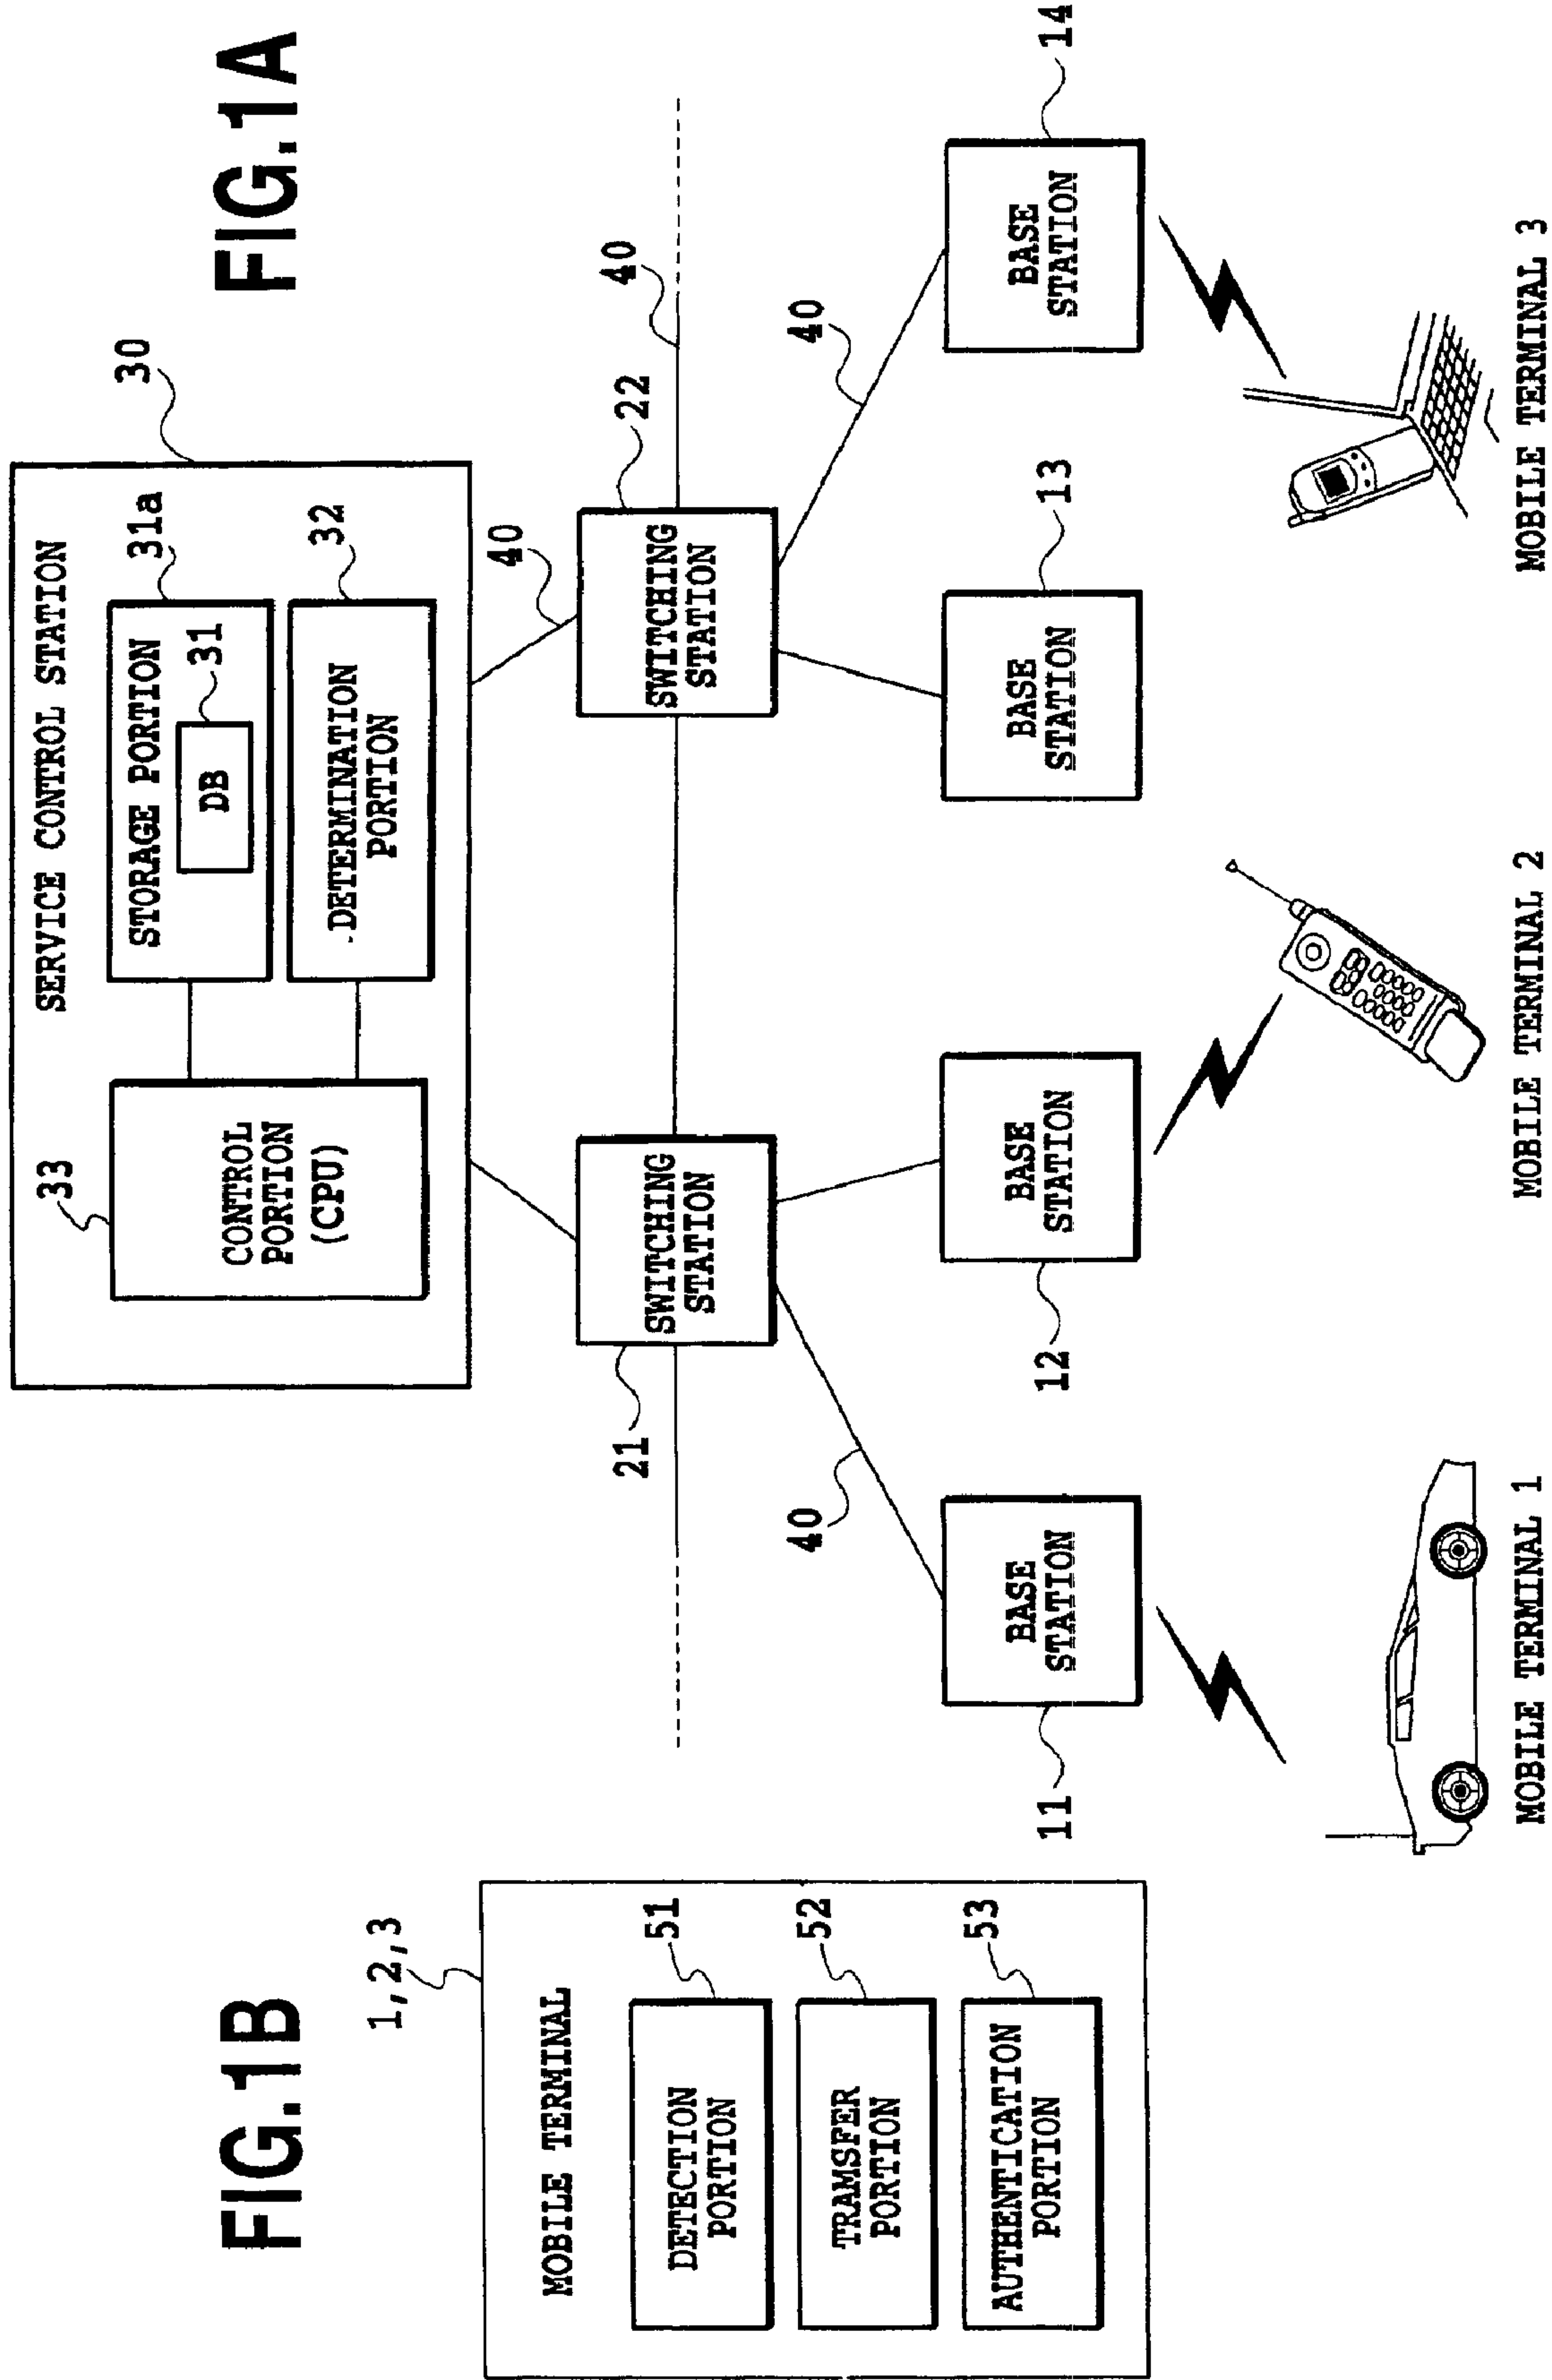 FIG.1A
30
SERVICE CONTROL STATION
33
CONTROL
PORTION
(CPU)
STORAGE PORTION
31a
DB
31
DETERMINATION
PORTION
32
40
40
21
SWITCHING
STATION
SWITCHING
STATION
22
40
40
11
BASE
STATION
12
BASE
STATION
BASE
STATION
13
BASE
STATION
14
MOBILE TERMINAL 1
MOBILE TERMINAL 2
MOBILE TERMINAL 3
FIG.1B
1,2,3
MOBILE TERMINAL
DETECTION
PORTION
51
TRAMSFER
PORTION
52
AUTHENTICATION
PORTION
53